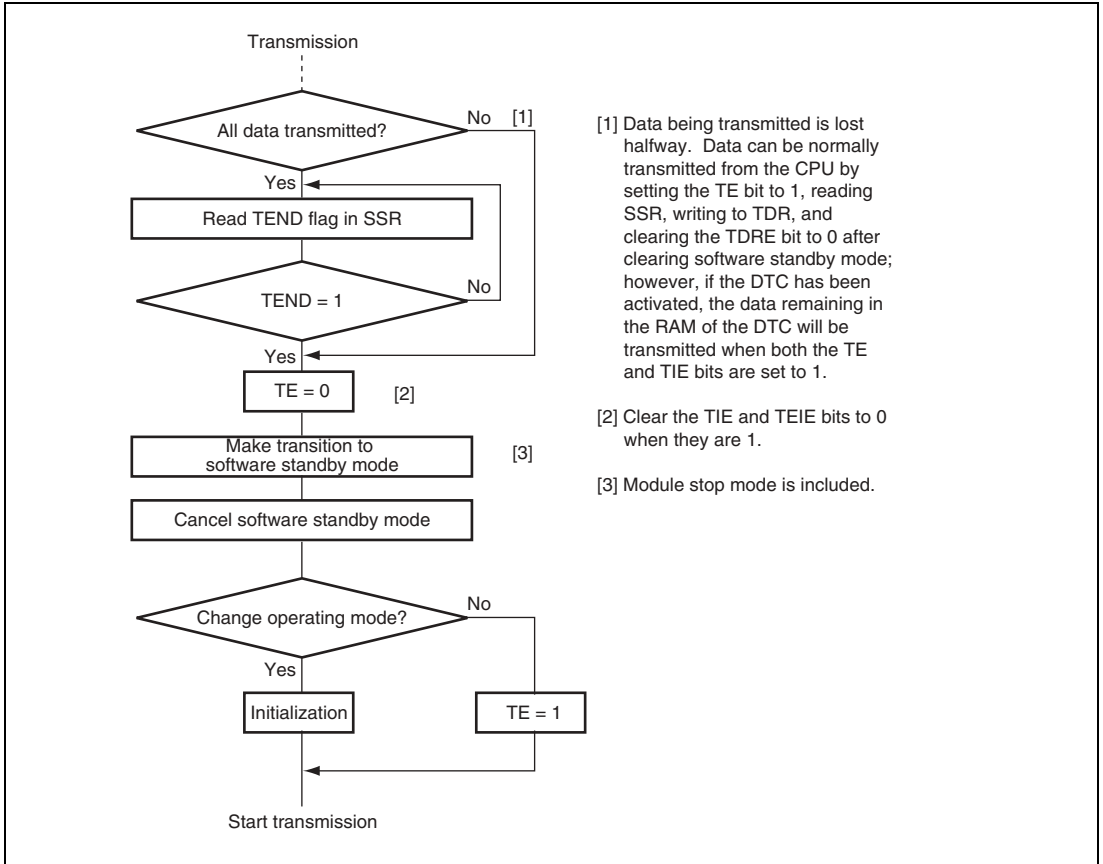 Transmission
All data transmitted?
No [1]
Yes
Read TEND flag in SSR
TEND = 1
No
Yes
TE = 0
[2]
Make transition to
software standby mode
[3]
Cancel software standby mode
Change operating mode?
No
Yes
Initialization
TE = 1
Start transmission
[1] Data being transmitted is lost
halfway. Data can be normally
transmitted from the CPU by
setting the TE bit to 1, reading
SSR, writing to TDR, and
clearing the TDRE bit to 0 after
clearing software standby mode;
however, if the DTC has been
activated, the data remaining in
the RAM of the DTC will be
transmitted when both the TE
and TIE bits are set to 1.
[2] Clear the TIE and TEIE bits to 0
when they are 1.
[3] Module stop mode is included.